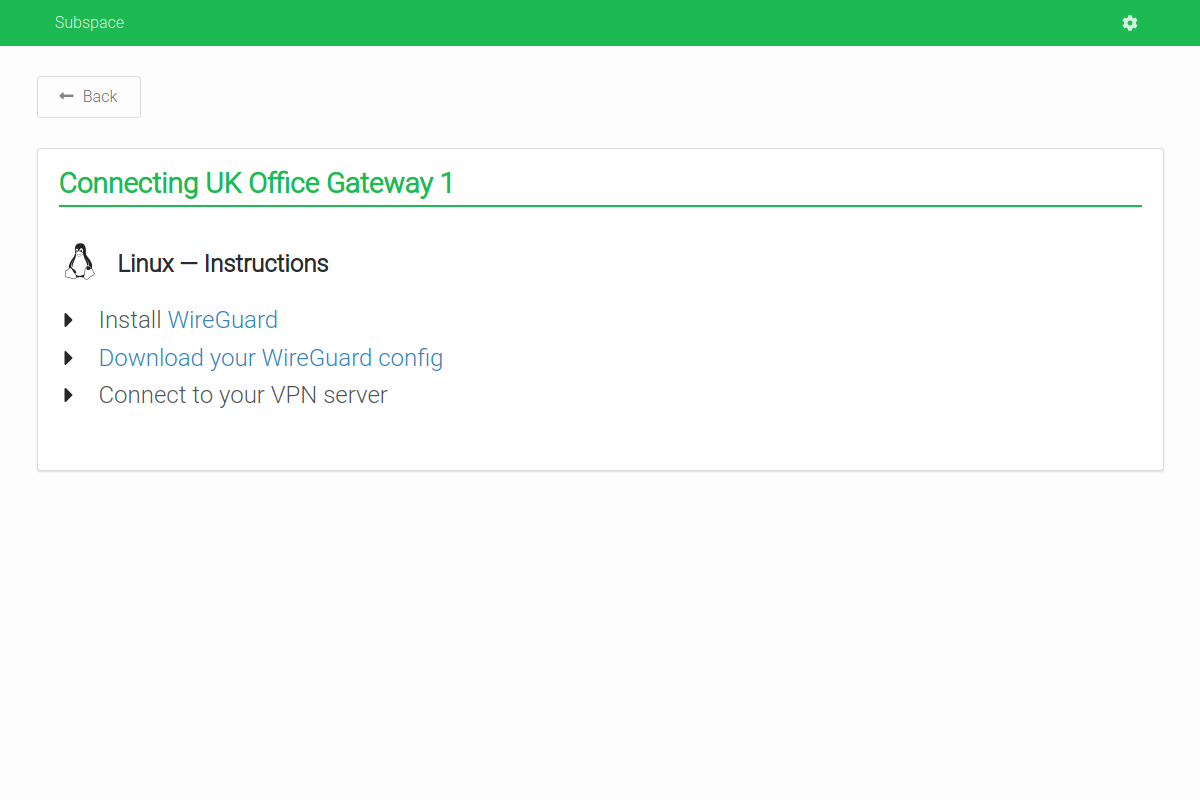 Subspace
Back
Connecting UK Office Gateway 1
Linux — Instructions
Install WireGuard
Download your WireGuard config
Connect to your VPN server